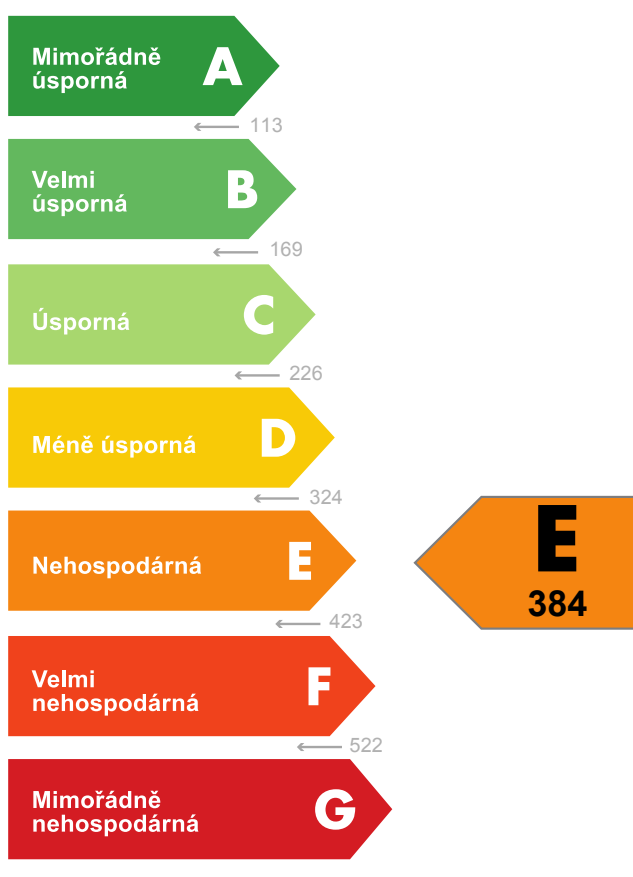 Mimořádně
úsporná
A
113
Velmi
úsporná
B
169
Úsporná
C
226
Méně úsporná
D
324
Nehospodárná
E
423
E
384
Velmi
nehospodárná
F
522
Mimořádně
nehospodárná
G